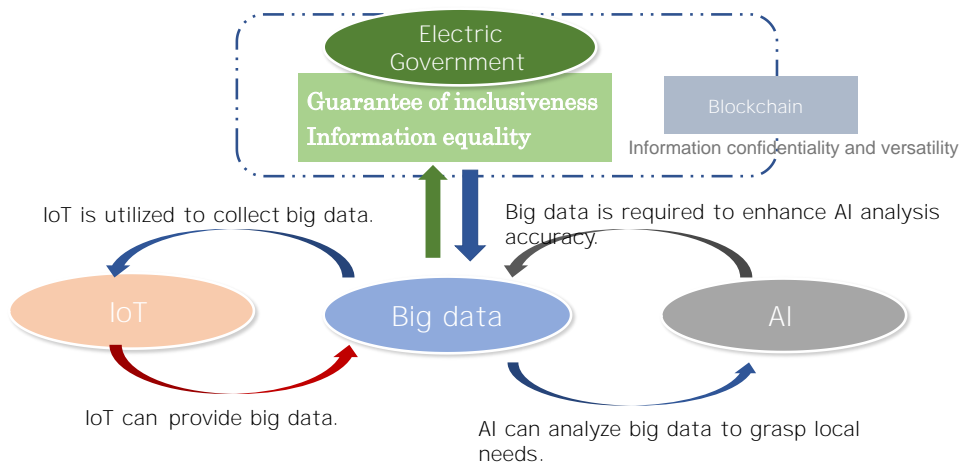 Electric
Government
Guarantee of inclusiveness
Information equality
Blockchain
Information confidentiality and versatility
IoT is utilized to collect big data.
Big data is required to enhance AI analysis
accuracy.
IoT
Big data
AI
IoT can provide big data.
AI can analyze big data to grasp local
needs.